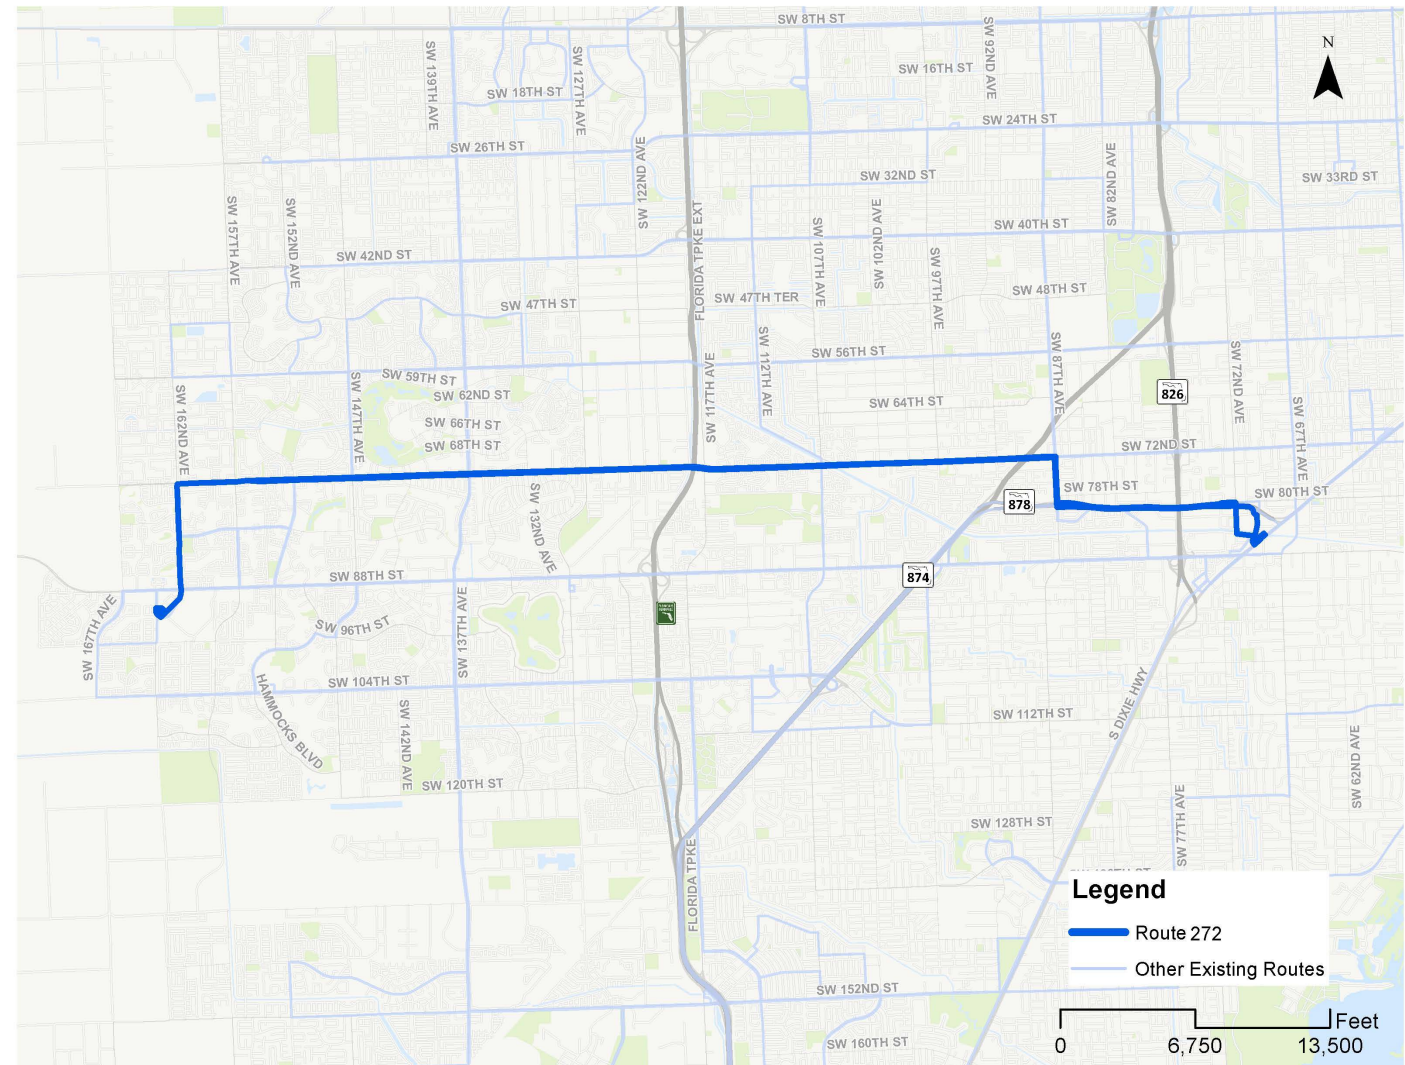 SW 8TH ST
N
SW 139TH AVE
SW 127TH AVE
SW 92ND AVE
SW 16TH ST
SW 18TH ST
SW 24TH ST
SW 26TH ST
SW 122ND AVE
SW 82ND AVE
SW 32ND ST
SW 33RD ST
SW 157TH AVE
SW 152ND AVE
FLORIDA TPKE EXT
SW 107TH AVE
SW 102ND AVE
SW 97TH AVE
SW 40TH ST
SW 42ND ST
SW 47TH ST
SW 47TH TER
SW 48TH ST
SW 117TH AVE
SW 112TH AVE
SW 56TH ST
SW 87TH AVE
SW 72ND AVE
SW 67TH AVE
826
SW 59TH ST
SW 62ND ST
SW 64TH ST
SW 162ND AVE
SW 147TH AVE
SW 66TH ST
SW 68TH ST
SW 72ND ST
SW 132ND AVE
SW 78TH ST
SW 80TH ST
878
874
SW 88TH ST
SW 167TH AVE
SW 96TH ST
SW 137TH AVE
SW 104TH ST
HAMMOCKS BLVD
SW 142ND AVE
SW 112TH ST
S DIXIE HWY
SW 62ND AVE
SW 120TH ST
SW 128TH ST
SW 77TH AVE
FLORIDA TPKE
SW 152ND ST
SW 160TH ST
Legend
Route 272
Other Existing Routes
Feet
0 6,750 13,500